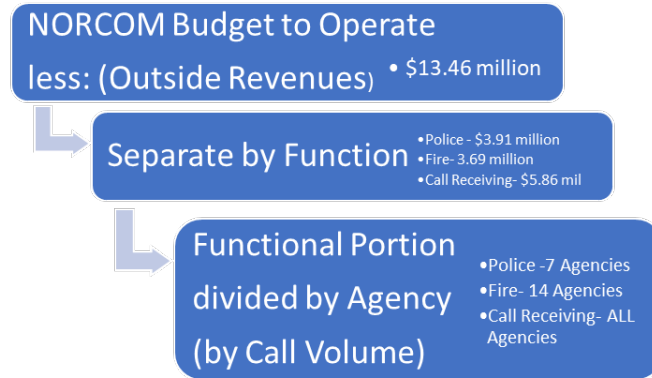 NORCOM Budget to Operate
less: (Outside Revenues)
• $13.46 million
Separate by Function
•Police - $3.91 million
•Fire- 3.69 million
•Call Receiving- $5.86 mil
Functional Portion
divided by Agency
(by Call Volume)
•Police -7 Agencies
•Fire- 14 Agencies
•Call Receiving- ALL
Agencies